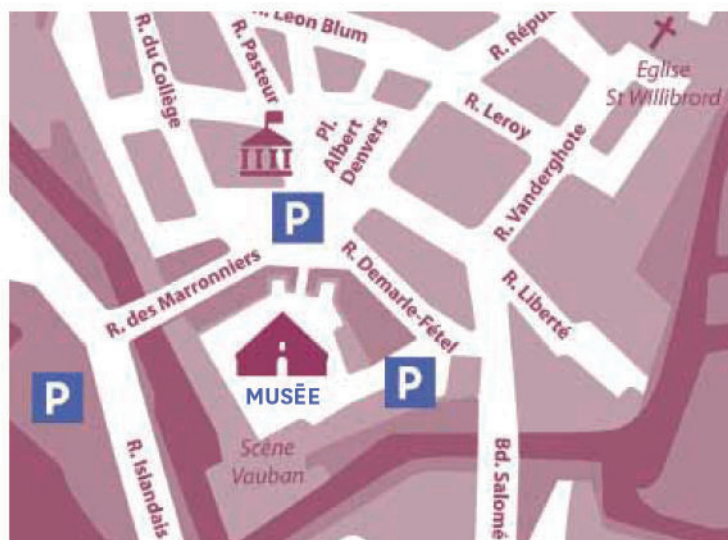 R. Léon Blum
R. du Collège
R. Pasteur
R. Répu
Eglise
St Willibrord
Pl.
Albert
Denvers
R. Leroy
R. Vanderghote
P
R. des Marronniers
R. Demarle-Fétel
R. Liberté
P
P
MUSÉE
Scène
Vauban
R. Islandais
Bd. Salomé